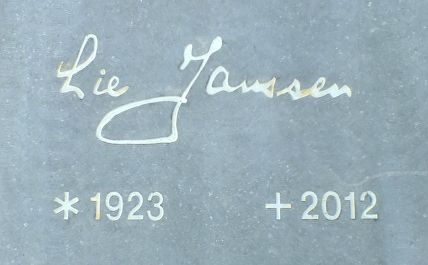 Lie Janssen
* 1923 + 2012